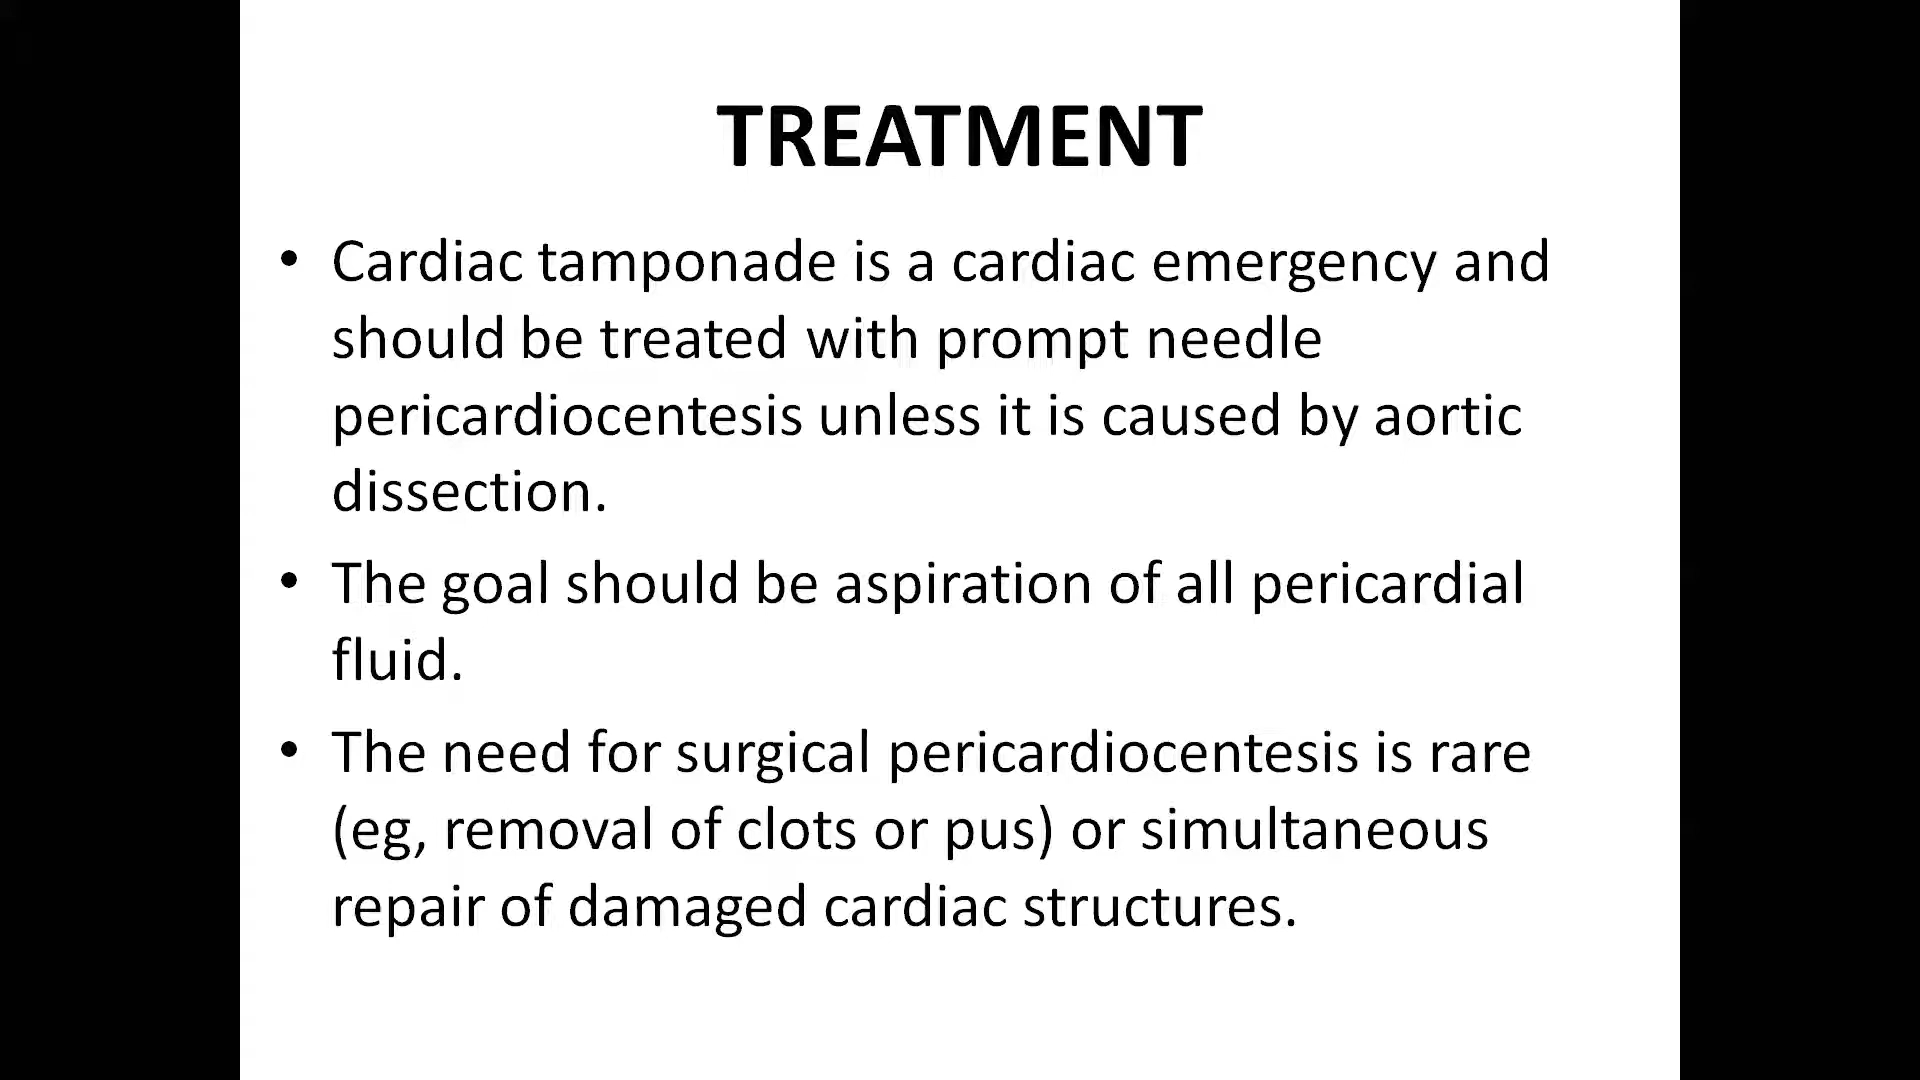 TREATMENT
• Cardiac tamponade is a cardiac emergency and
should be treated with prompt needle
pericardiocentesis unless it is caused by aortic
dissection.
• The goal should be aspiration of all pericardial
fluid.
• The need for surgical pericardiocentesis is rare
(eg, removal of clots or pus) or simultaneous
repair of damaged cardiac structures.